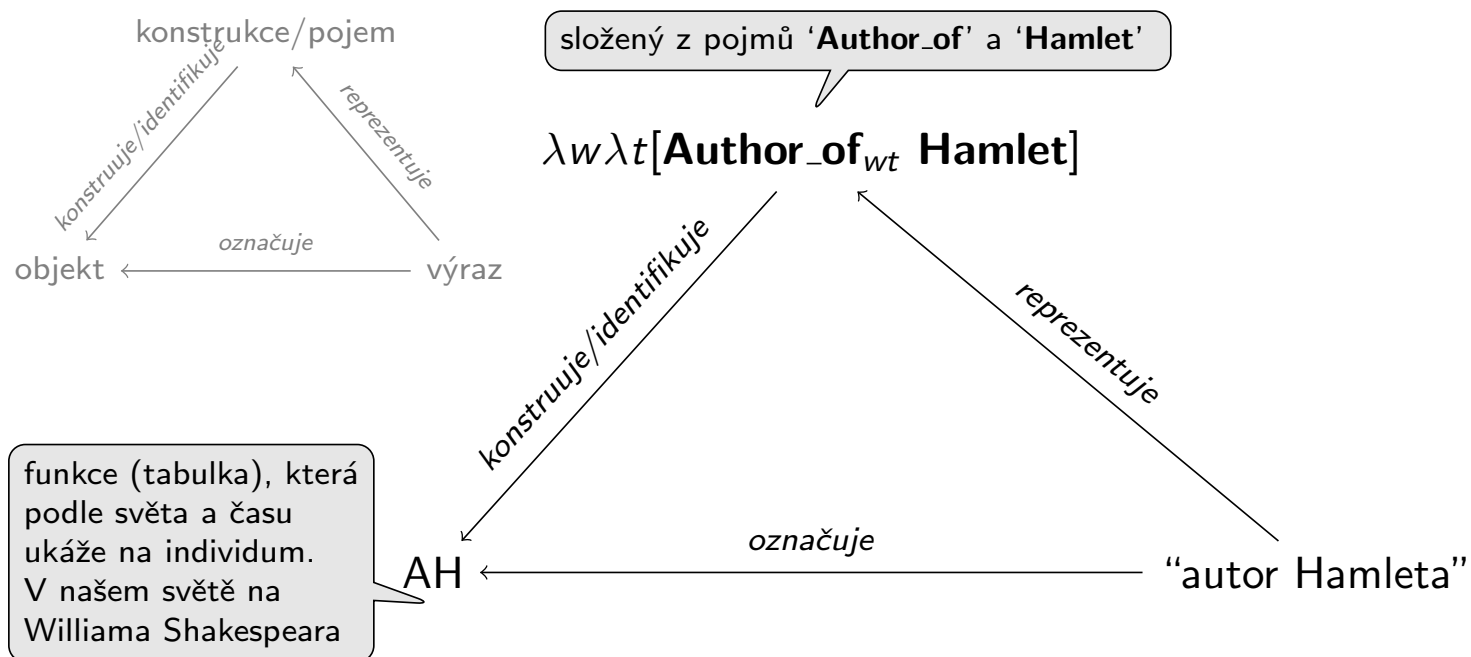 konstrukce/pojem
konstruuje/identifikuje
reprezentuje
označuje
objekt
výraz
složený z pojmů ‘Author_of’ a ‘Hamlet’
λwλt[Author_of_wt Hamlet]
konstruuje/identifikuje
reprezentuje
funkce (tabulka), která
podle světa a času
ukáže na individum.
V našem světě na
Williama Shakespeara
označuje
AH
“autor Hamleta”